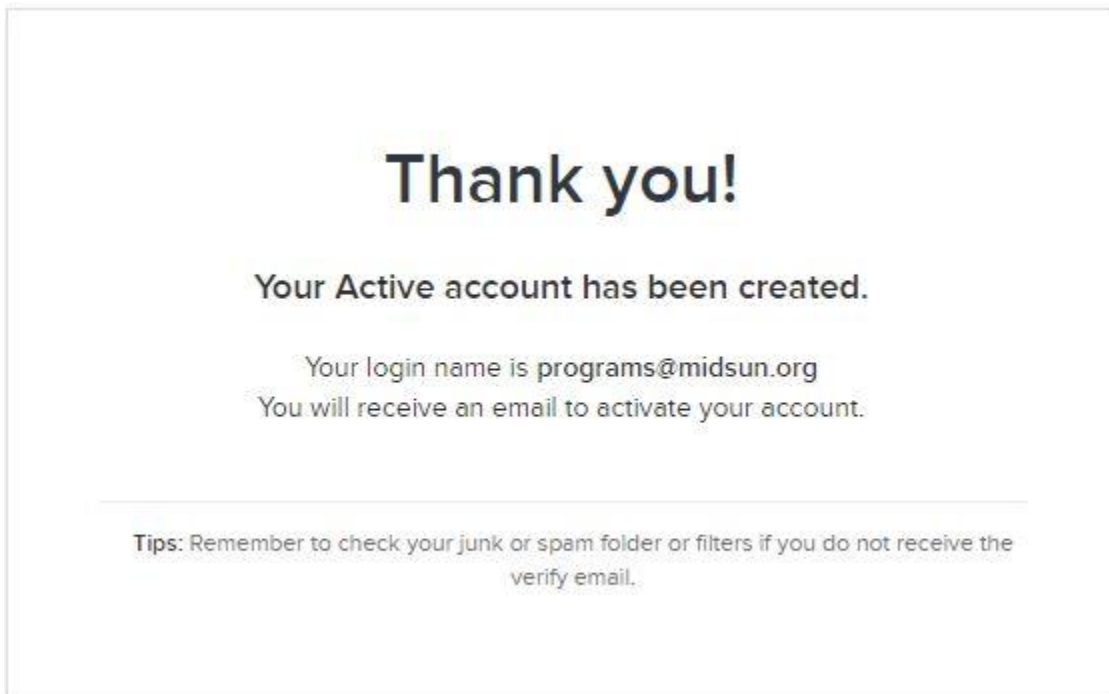 Thank you!
Your Active account has been created.
Your login name is programs@midsun.org
You will receive an email to activate your account.
Tips: Remember to check your junk or spam folder or filters if you do not receive the
verify email.